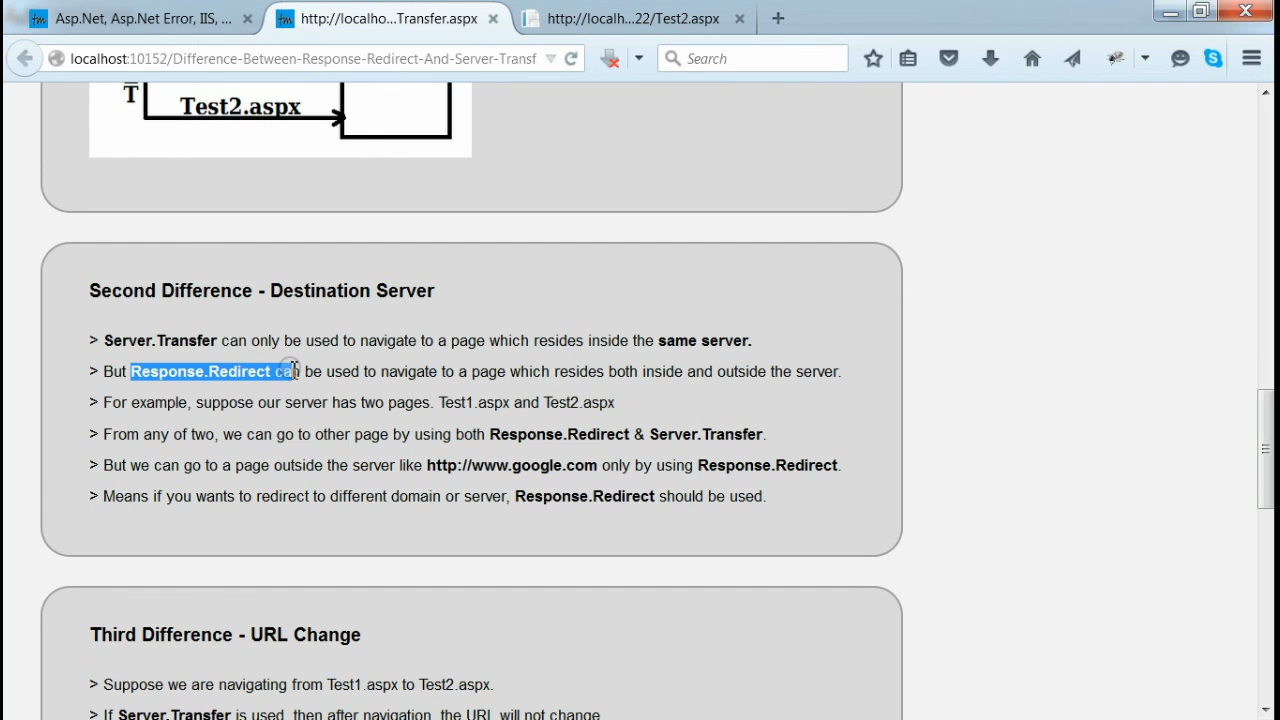 Asp.Net, Asp.Net Error, IIS, ...
http://localho...Transfer.aspx
http://localh...22/Test2.aspx
localhost:10152/Difference-Between-Response-Redirect-And-Server-Transf
Search
T
Test2.aspx
Second Difference - Destination Server
> Server.Transfer can only be used to navigate to a page which resides inside the same server.
> But Response.Redirect can be used to navigate to a page which resides both inside and outside the server.
> For example, suppose our server has two pages. Test1.aspx and Test2.aspx
> From any of two, we can go to other page by using both Response.Redirect & Server.Transfer.
> But we can go to a page outside the server like http://www.google.com only by using Response.Redirect.
> Means if you wants to redirect to different domain or server, Response.Redirect should be used.
Third Difference - URL Change
> Suppose we are navigating from Test1.aspx to Test2.aspx.
> If Server.Transfer is used, then after navigation, the URL will not change